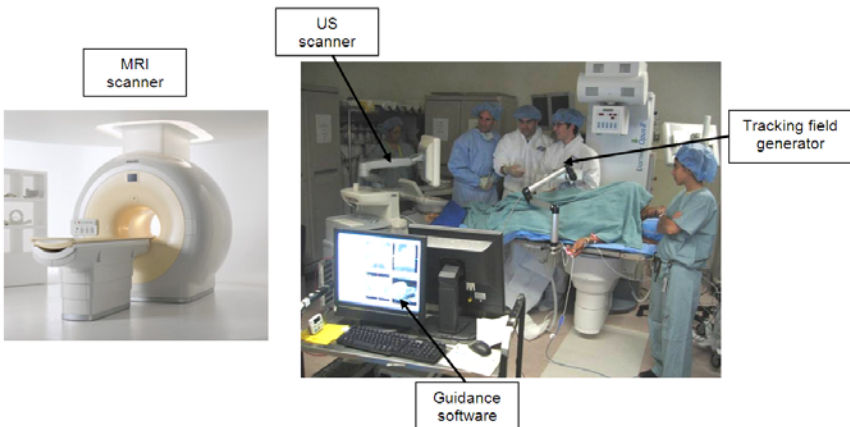 US
scanner
MRI
scanner
Tracking field
generator
Guidance
software